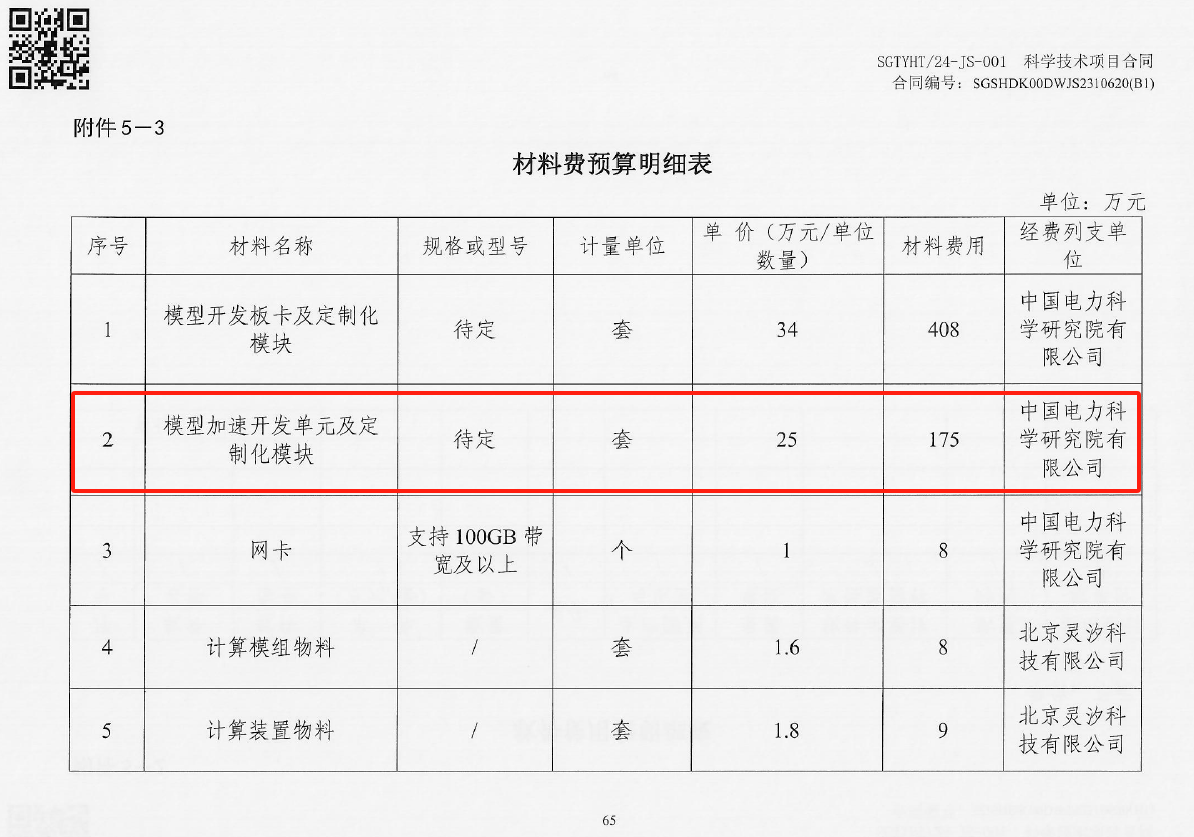 SGTYHT/24-JS-001 科学技术项目合同
合同编号：SGSHDK00DWJS2310620(B1)
附件 5－3
材料费预算明细表
单位：万元
序号
材料名称
规格或型号
计量单位
单 价（万元/单位
数量）
材料费用
经费列支单
位
1
模型开发板卡及定制化
模块
待定
套
34
408
中国电力科
学研究院有
限公司
2
模型加速开发单元及定
制化模块
待定
套
25
175
中国电力科
学研究院有
限公司
3
网卡
支持 100GB 带
宽及以上
个
1
8
中国电力科
学研究院有
限公司
4
计算模组物料
/
套
1.6
8
北京灵汐科
技有限公司
5
计算装置物料
/
套
1.8
9
北京灵汐科
技有限公司
65